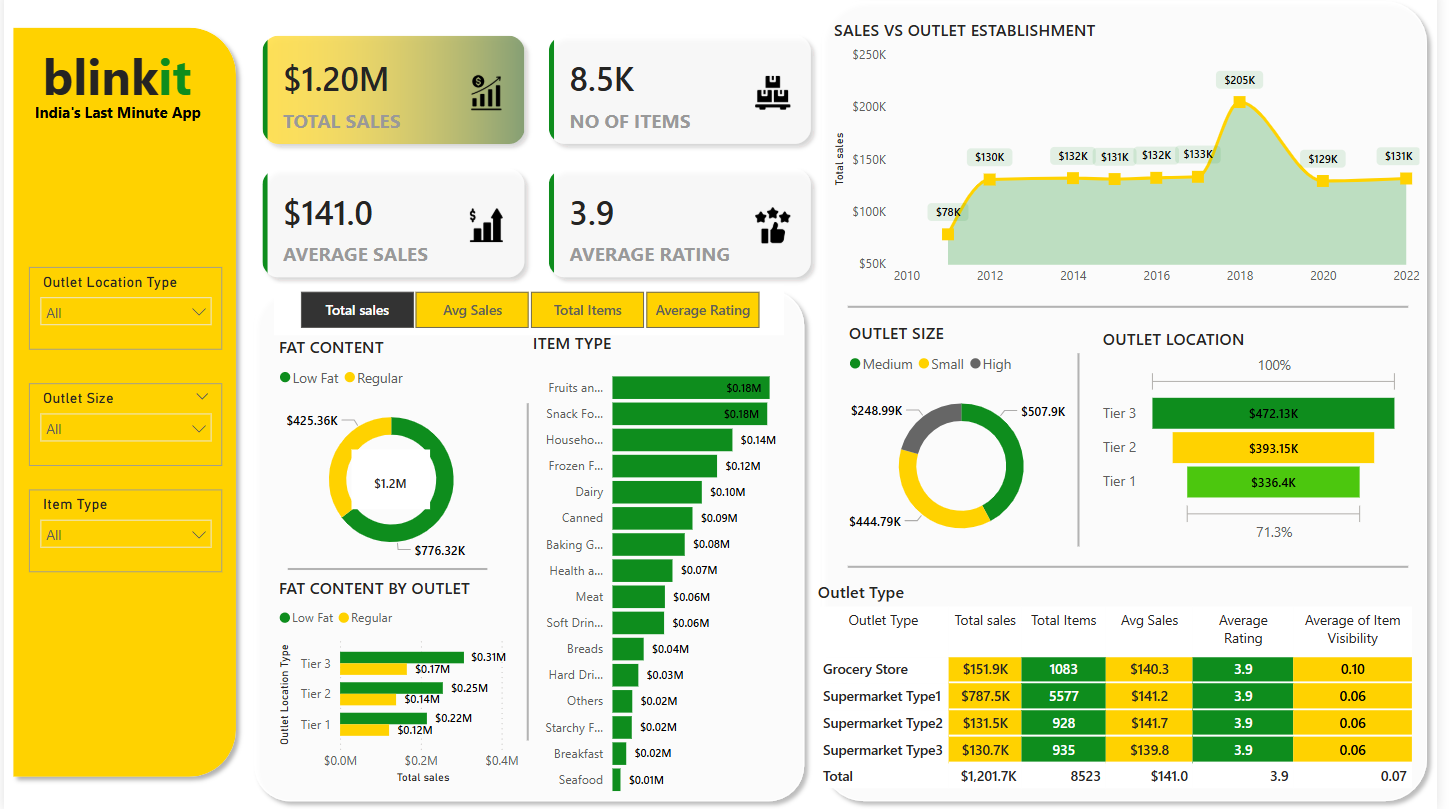 blinkit
India's Last Minute App
Outlet Location Type
All
Outlet Size
All
Item Type
All
$1.20M
TOTAL SALES
8.5K
NO OF ITEMS
$141.0
AVERAGE SALES
3.9
AVERAGE RATING
Total sales Avg Sales Total Items Average Rating
FAT CONTENT
Low Fat Regular
$425.36K
$1.2M
$776.32K
FAT CONTENT BY OUTLET
Low Fat Regular
Outlet Location Type
Tier 3 $0.31M
$0.17M
Tier 2 $0.25M
$0.14M
Tier 1 $0.22M
$0.12M
$0.0M $0.2M $0.4M
Total sales
ITEM TYPE
Fruits an... $0.18M
Snack Fo... $0.18M
Househo... $0.14M
Frozen F... $0.12M
Dairy $0.10M
Canned $0.09M
Baking G... $0.08M
Health a... $0.07M
Meat $0.06M
Soft Drin... $0.06M
Breads $0.04M
Hard Dri... $0.03M
Others $0.02M
Starchy F... $0.02M
Breakfast $0.02M
Seafood $0.01M
SALES VS OUTLET ESTABLISHMENT
Total sales
$250K
$200K
$150K
$100K
$50K
$78K $130K $132K $131K $132K $133K $205K $129K $131K
2010 2012 2014 2016 2018 2020 2022
OUTLET SIZE
Medium Small High
$248.99K
$507.9K
$444.79K
OUTLET LOCATION
100%
Tier 3 $472.13K
Tier 2 $393.15K
Tier 1 $336.4K
71.3%
Outlet Type
Outlet Type Total sales Total Items Avg Sales Average Rating Average of Item Visibility
Grocery Store $151.9K 1083 $140.3 3.9 0.10
Supermarket Type1 $787.5K 5577 $141.2 3.9 0.06
Supermarket Type2 $131.5K 928 $141.7 3.9 0.06
Supermarket Type3 $130.7K 935 $139.8 3.9 0.06
Total $1,201.7K 8523 $141.0 3.9 0.07